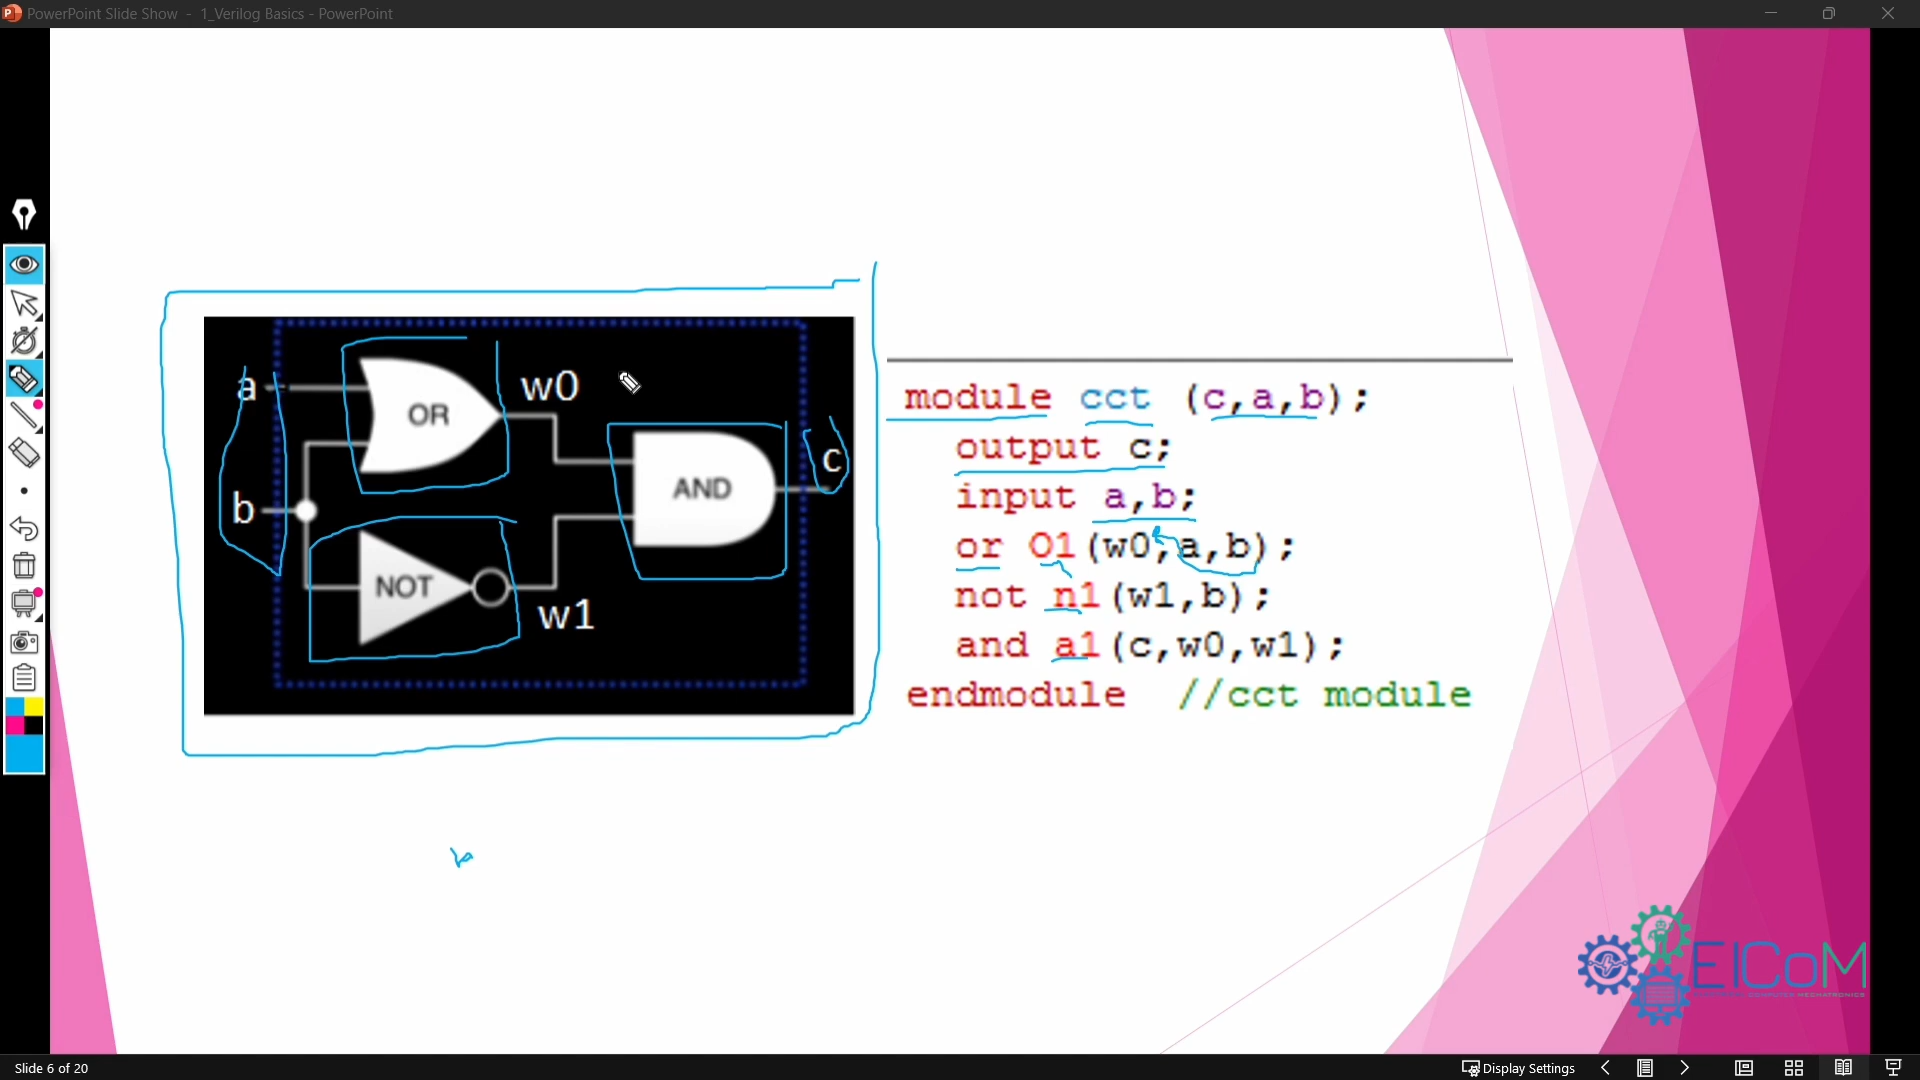 PowerPoint Slide Show - 1_Verilog Basics - PowerPoint
a
OR
w0
AND
c
b
NOT
w1
module cct (c,a,b);
output c;
input a,b;
or O1(w0,a,b);
not n1(w1,b);
and a1(c,w0,w1);
endmodule //cct module
EICoM
Slide 6 of 20
Display Settings